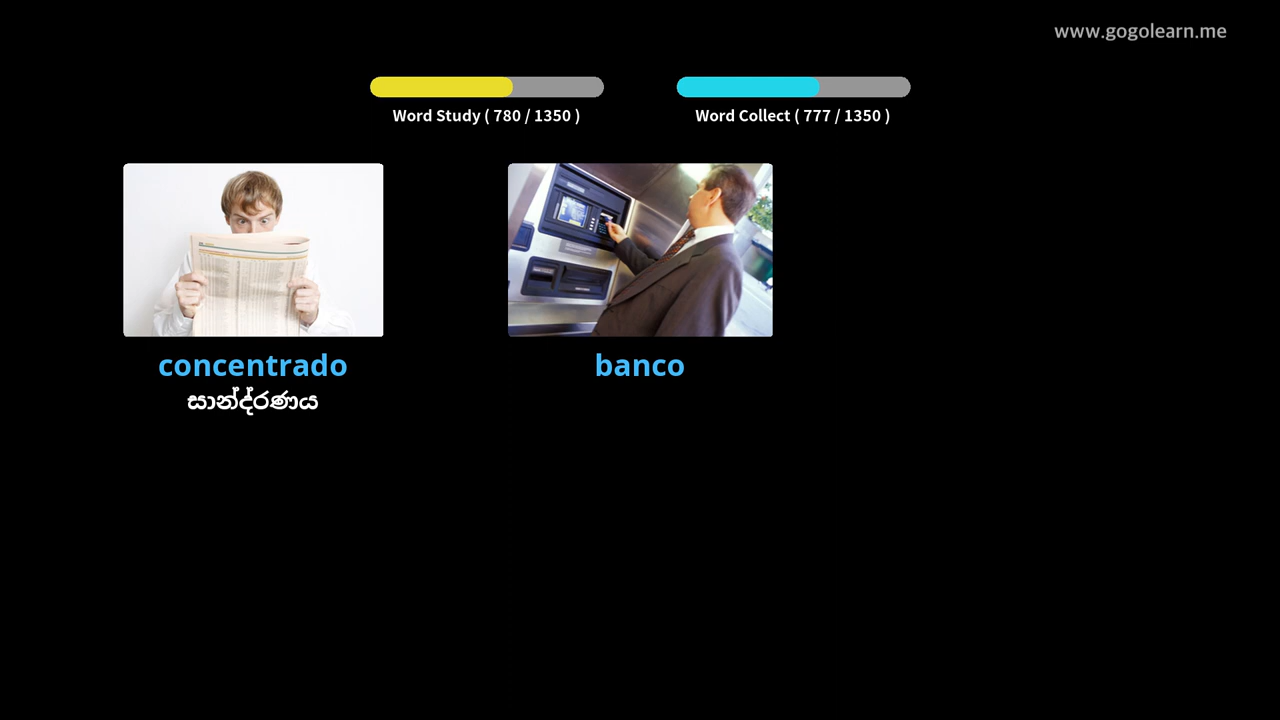 www.gogolearn.me
Word Study ( 780 / 1350 )
Word Collect ( 777 / 1350 )
concentrado
සාන්ද්රණය
banco